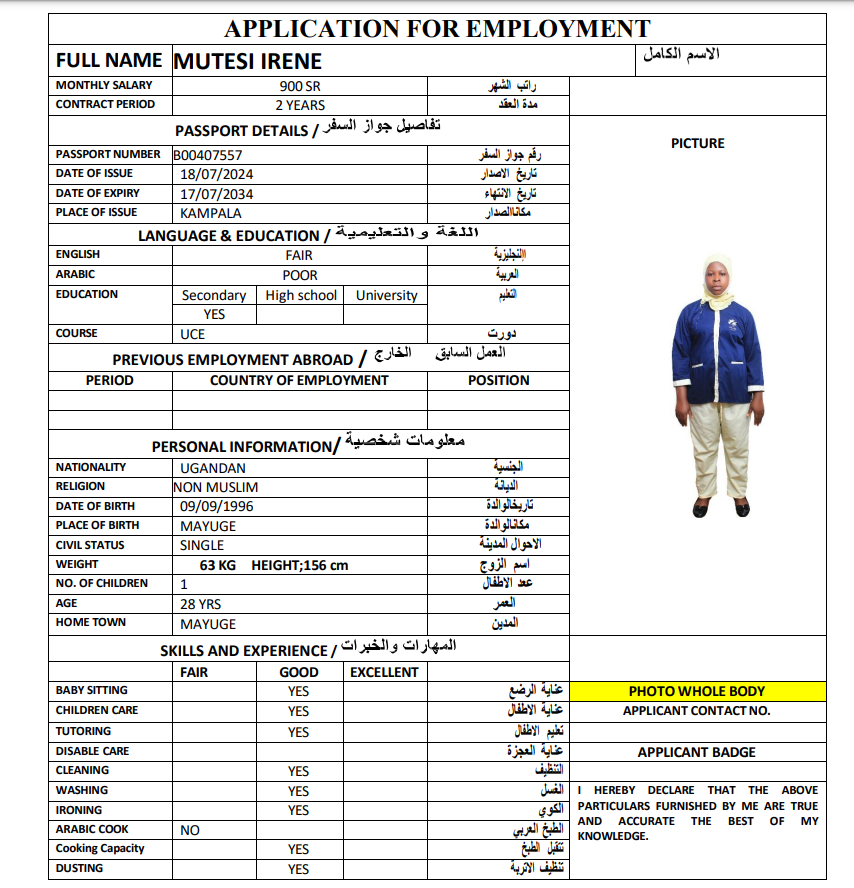 APPLICATION FOR EMPLOYMENT
FULL NAME MUTESI IRENE الاسم الكامل
MONTHLY SALARY 900 SR راتب الشهر
CONTRACT PERIOD 2 YEARS مدة العقد
PASSPORT DETAILS / تفاصيل جواز السفر
PICTURE
PASSPORT NUMBER B00407557 رقم جواز السفر
DATE OF ISSUE 18/07/2024 تاريخ الاصدار
DATE OF EXPIRY 17/07/2034 تاريخ الانتهاء
PLACE OF ISSUE KAMPALA مكاناالصدار
LANGUAGE & EDUCATION / اللغة والتعليمية
ENGLISH FAIR االنجليزية
ARABIC POOR العربية
EDUCATION Secondary High school University التعليم
YES
COURSE UCE دورت
PREVIOUS EMPLOYMENT ABROAD / العمل السابق الخارج
PERIOD COUNTRY OF EMPLOYMENT POSITION
PERSONAL INFORMATION/ معلومات شخصية
NATIONALITY UGANDAN الجنسية
RELIGION NON MUSLIM الديانة
DATE OF BIRTH 09/09/1996 تاريخالوالدة
PLACE OF BIRTH MAYUGE مكانالوالدة
CIVIL STATUS SINGLE الاحوال المدينة
WEIGHT 63 KG HEIGHT;156 cm اسم الزوج
NO. OF CHILDREN 1 عدد الاطفال
AGE 28 YRS العمر
HOME TOWN MAYUGE المدين
SKILLS AND EXPERIENCE / المهارات والخبرات
FAIR GOOD EXCELLENT
BABY SITTING YES عناية الرضع PHOTO WHOLE BODY
CHILDREN CARE YES عناية الاطفال APPLICANT CONTACT NO.
TUTORING YES تعليم الاطفال
DISABLE CARE عناية العجزة APPLICANT BADGE
CLEANING YES التنظيف
WASHING YES الغسل I HEREBY DECLARE THAT THE ABOVE
IRONING YES الكوي PARTICULARS FURNISHED BY ME ARE TRUE
AND ACCURATE THE BEST OF MY
ARABIC COOK NO الطبخ العربي KNOWLEDGE.
Cooking Capacity YES تتقبل الطبخ
DUSTING YES تنظيف الاتربة